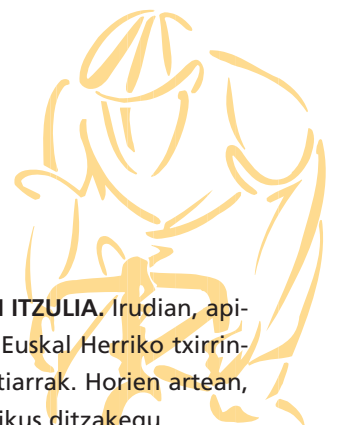 ITZULIA. Irudian, api-
Euskal Herriko txirrin-
tiarrak. Horien artean,
ikus ditzakegu